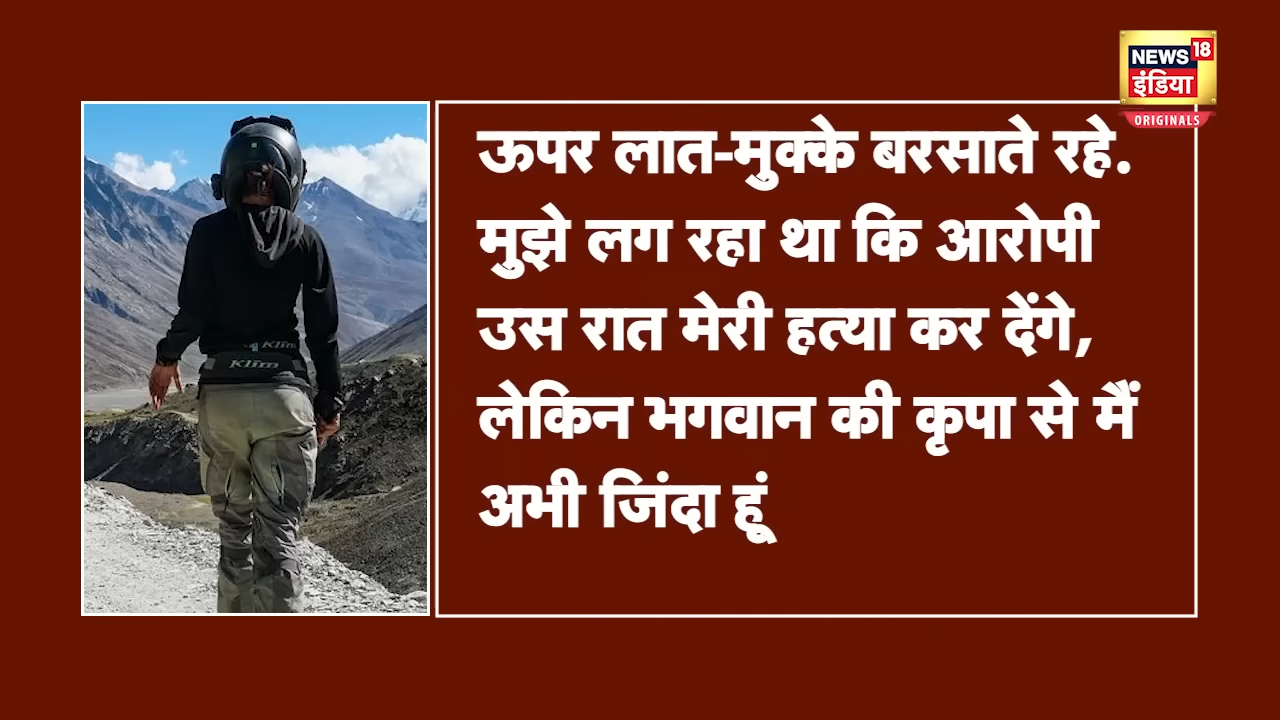 NEWS 18
इंडिया
ORIGINALS
ऊपर लात-मुक्के बरसाते रहे.
मुझे लग रहा था कि आरोपी
उस रात मेरी हत्या कर देंगे,
लेकिन भगवान की कृपा से मैं
अभी जिंदा हूं
Klim
Klim